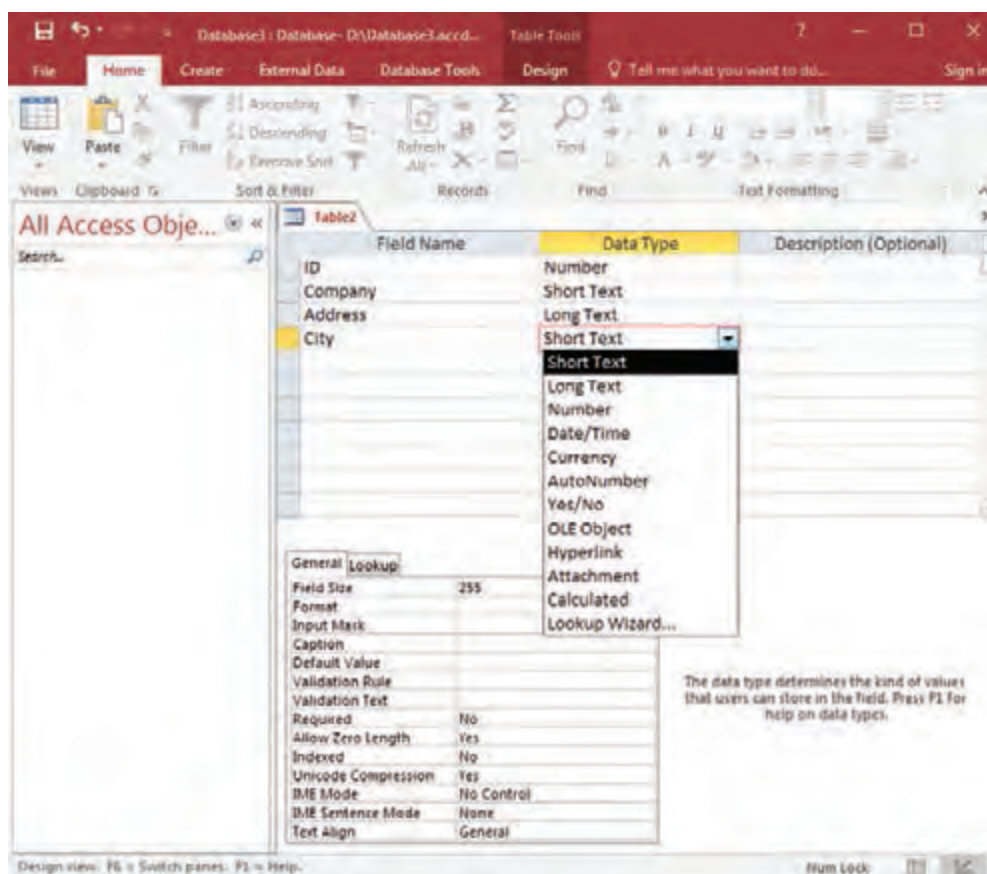 Database3 : Database- D:\Database3.accd... Table Tools ?
File Home Create External Data Database Tools Design Tell me what you want to do... Sign in
View Paste Filter Ascending Descending Remove Sort Refresh All Find
Views Clipboard Sort & Filter Records Find Text Formatting
All Access Obje...
Search...
Table2
Field Name Data Type Description (Optional)
ID Number
Company Short Text
Address Long Text
City Short Text
Short Text
Long Text
Number
Date/Time
Currency
AutoNumber
Yes/No
OLE Object
Hyperlink
Attachment
Calculated
Lookup Wizard...
General Lookup
Field Size 255
Format
Input Mask
Caption
Default Value
Validation Rule
Validation Text
Required No
Allow Zero Length Yes
Indexed No
Unicode Compression Yes
IME Mode No Control
IME Sentence Mode None
Text Align General
The data type determines the kind of values
that users can store in the field. Press F1 for
help on data types.
Design view. F6 = Switch panes. F1 = Help. Num Lock